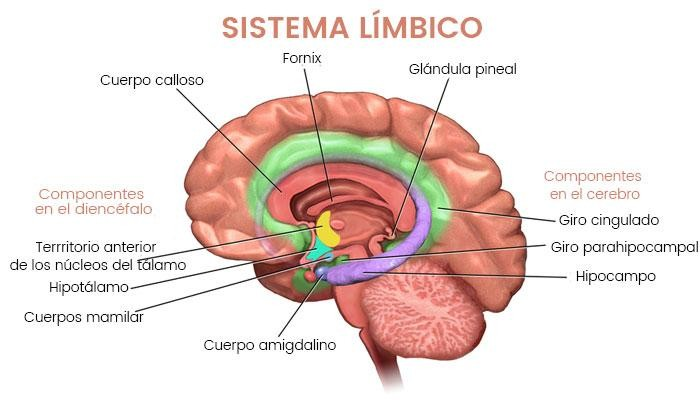 SISTEMA LÍMBICO
Fornix
Glándula pineal
Cuerpo calloso
Componentes
en el cerebro
Componentes
en el diencéfalo
Giro cingulado
Terrritorio anterior
de los núcleos del tálamo
Giro parahipocampal
Hipotálamo
Hipocampo
Cuerpos mamilar
Cuerpo amigdalino